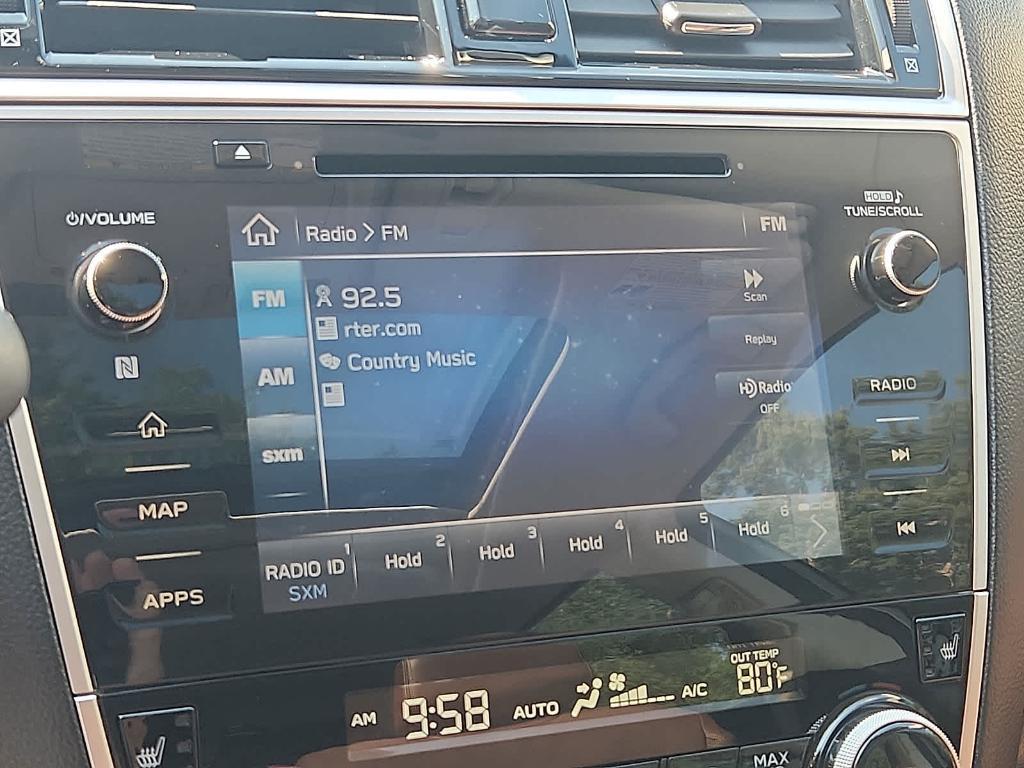 ⏻/VOLUME
HOLD ♪
TUNE/SCROLL
Radio > FM
FM
FM
92.5
Scan
rter.com
Replay
Country Music
AM
HD Radio
OFF
RADIO
sxm
MAP
1
2
3
4
5
6
RADIO ID
Hold
Hold
Hold
Hold
Hold
SXM
APPS
OUT TEMP
80°F
AM 9:58
AUTO
A/C
MAX